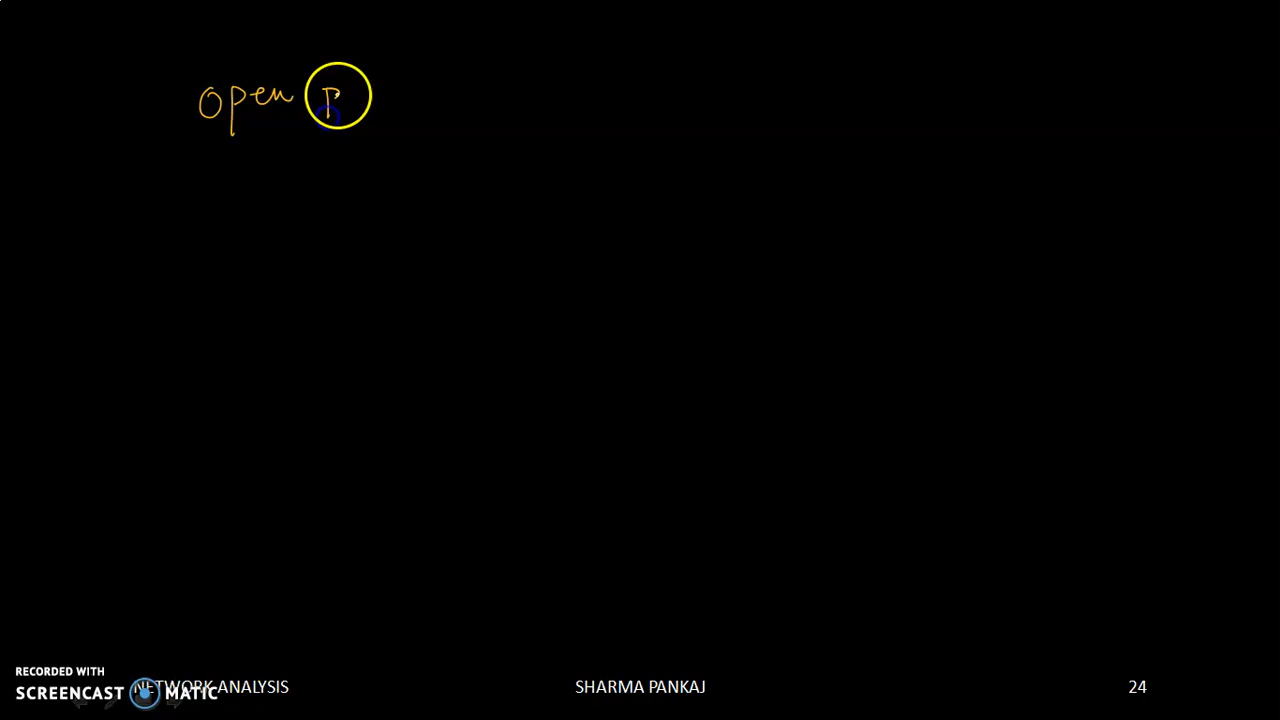 open P
RECORDED WITH
SCREENCAST MATIC
NETWORK ANALYSIS
SHARMA PANKAJ
24